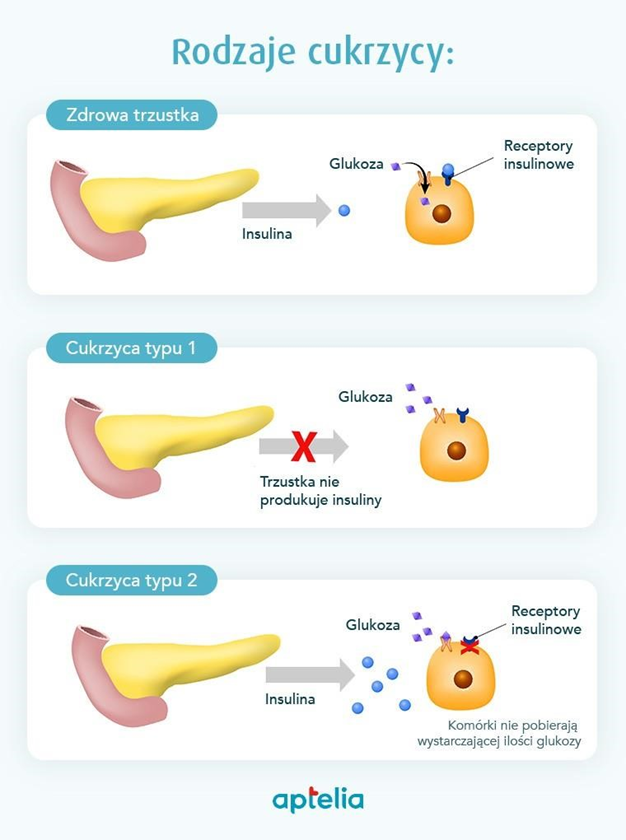 Rodzaje cukrzycy:
Zdrowa trzustka
Glukoza
Receptory
insulinowe
Insulina
Cukrzyca typu 1
Glukoza
X
Trzustka nie
produkuje insuliny
Cukrzyca typu 2
Glukoza
Receptory
insulinowe
Insulina
Komórki nie pobierają
wystarczającej ilości glukozy
aptelia